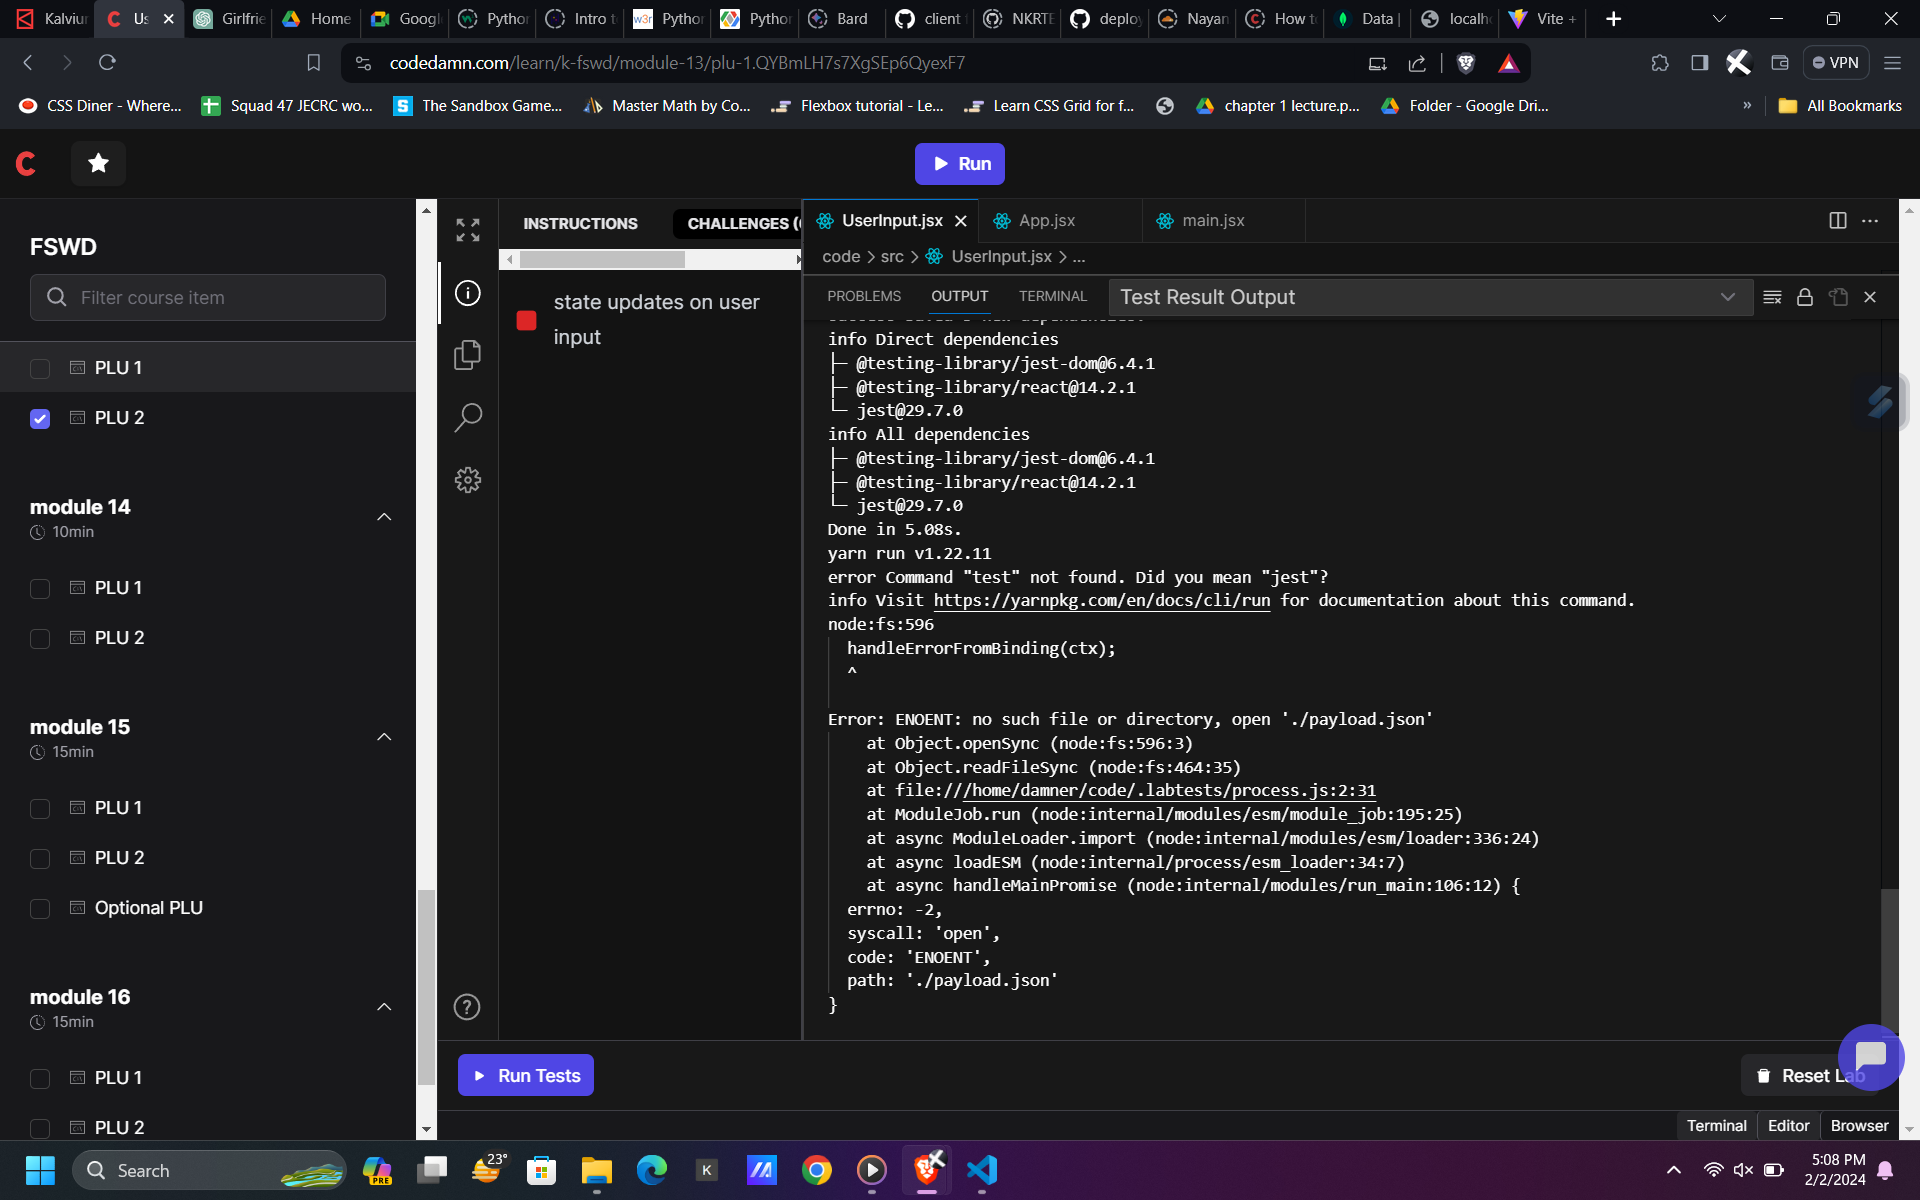 Kalviu
Us
Girlfrie
Home
Googl
Pythor
Intro t
w3r
Pythor
Pythor
Bard
client
NKRTE
deploy
Nayan
How to
Data |
localh
Vite +
codedamn.com/learn/k-fswd/module-13/plu-1.QYBmLH7s7XgSEp6QyexF7
VPN
CSS Diner - Where...
Squad 47 JECRC wo...
The Sandbox Game...
Master Math by Co...
Flexbox tutorial - Le...
Learn CSS Grid for f...
chapter 1 lecture.p...
Folder - Google Dri...
»
All Bookmarks
Run
FSWD
Filter course item
PLU 1
PLU 2
module 14
10min
PLU 1
PLU 2
module 15
15min
PLU 1
PLU 2
Optional PLU
module 16
15min
PLU 1
PLU 2
INSTRUCTIONS
CHALLENGES (
state updates on user
input
UserInput.jsx
App.jsx
main.jsx
code > src > UserInput.jsx > ...
PROBLEMS
OUTPUT
TERMINAL
Test Result Output
info Direct dependencies
├─ @testing-library/jest-dom@6.4.1
├─ @testing-library/react@14.2.1
└─ jest@29.7.0
info All dependencies
├─ @testing-library/jest-dom@6.4.1
├─ @testing-library/react@14.2.1
└─ jest@29.7.0
Done in 5.08s.
yarn run v1.22.11
error Command "test" not found. Did you mean "jest"?
info Visit https://yarnpkg.com/en/docs/cli/run for documentation about this command.
node:fs:596
handleErrorFromBinding(ctx);
^
Error: ENOENT: no such file or directory, open './payload.json'
at Object.openSync (node:fs:596:3)
at Object.readFileSync (node:fs:464:35)
at file:///home/damner/code/.labtests/process.js:2:31
at ModuleJob.run (node:internal/modules/esm/module_job:195:25)
at async ModuleLoader.import (node:internal/modules/esm/loader:336:24)
at async loadESM (node:internal/process/esm_loader:34:7)
at async handleMainPromise (node:internal/modules/run_main:106:12) {
errno: -2,
syscall: 'open',
code: 'ENOENT',
path: './payload.json'
}
Run Tests
Reset Lab
Terminal
Editor
Browser
Search
PRE
23°
K
5:08 PM
2/2/2024